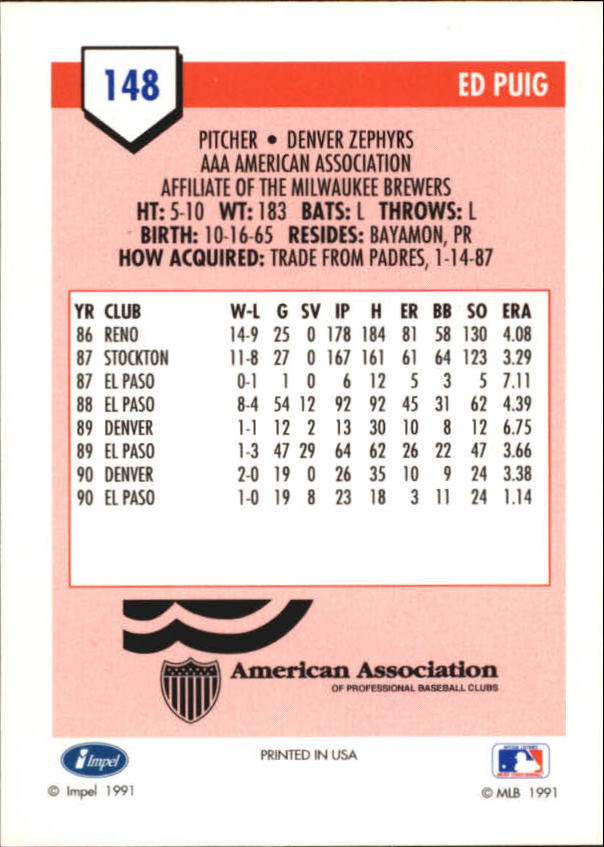 148
ED PUIG
PITCHER • DENVER ZEPHYRS
AAA AMERICAN ASSOCIATION
AFFILIATE OF THE MILWAUKEE BREWERS
HT: 5-10 WT: 183 BATS: L THROWS: L
BIRTH: 10-16-65 RESIDES: BAYAMON, PR
HOW ACQUIRED: TRADE FROM PADRES, 1-14-87
YR CLUB W-L G SV IP H ER BB SO ERA
86 RENO 14-9 25 0 178 184 81 58 130 4.08
87 STOCKTON 11-8 27 0 167 161 61 64 123 3.29
87 EL PASO 0-1 1 0 6 12 5 3 5 7.11
88 EL PASO 8-4 54 12 92 92 45 31 62 4.39
89 DENVER 1-1 12 2 13 30 10 8 12 6.75
89 EL PASO 1-3 47 29 64 62 26 22 47 3.66
90 DENVER 2-0 19 0 26 35 10 9 24 3.38
90 EL PASO 1-0 19 8 23 18 3 11 24 1.14
American Association
OF PROFESSIONAL BASEBALL CLUBS
Impel
PRINTED IN USA
© Impel 1991
© MLB 1991